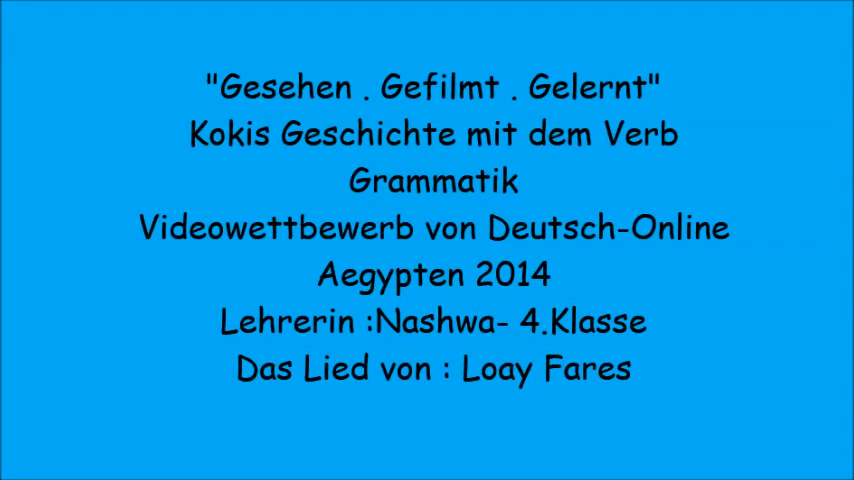 "Gesehen . Gefilmt . Gelernt"
Kokis Geschichte mit dem Verb
Grammatik
Videowettbewerb von Deutsch-Online
Aegypten 2014
Lehrerin :Nashwa- 4.Klasse
Das Lied von : Loay Fares